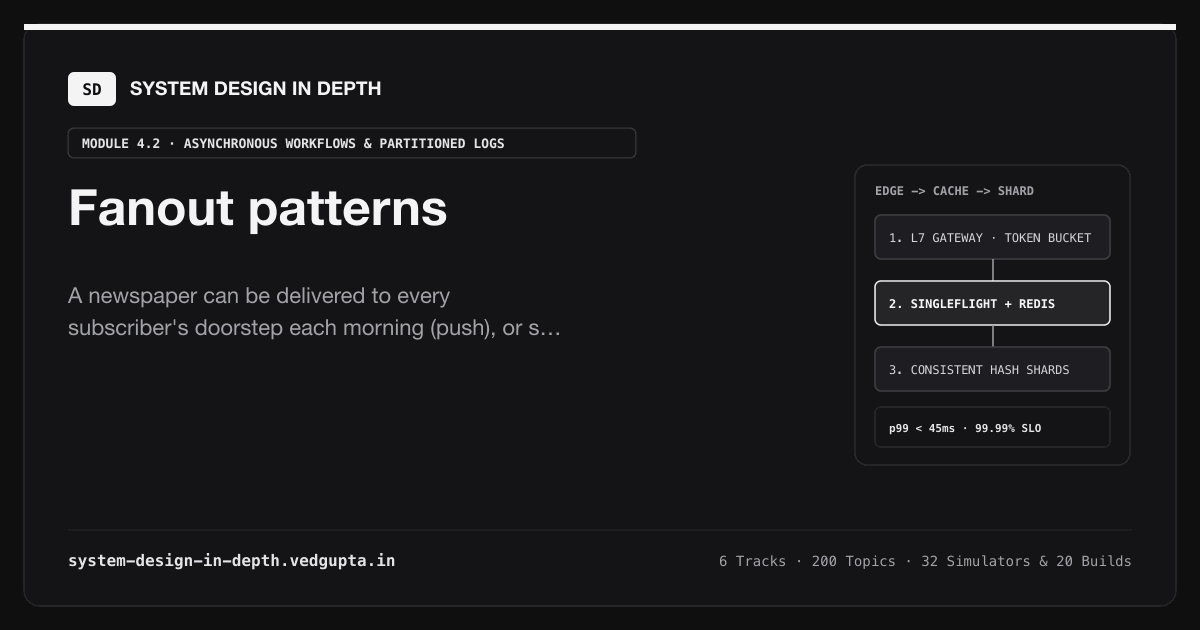 SD SYSTEM DESIGN IN DEPTH
MODULE 4.2 · ASYNCHRONOUS WORKFLOWS & PARTITIONED LOGS
Fanout patterns
A newspaper can be delivered to every
subscriber's doorstep each morning (push), or s…
EDGE -> CACHE -> SHARD
1. L7 GATEWAY · TOKEN BUCKET
2. SINGLEFLIGHT + REDIS
3. CONSISTENT HASH SHARDS
p99 < 45ms · 99.99% SLO
system-design-in-depth.vedgupta.in
6 Tracks · 200 Topics · 32 Simulators & 20 Builds